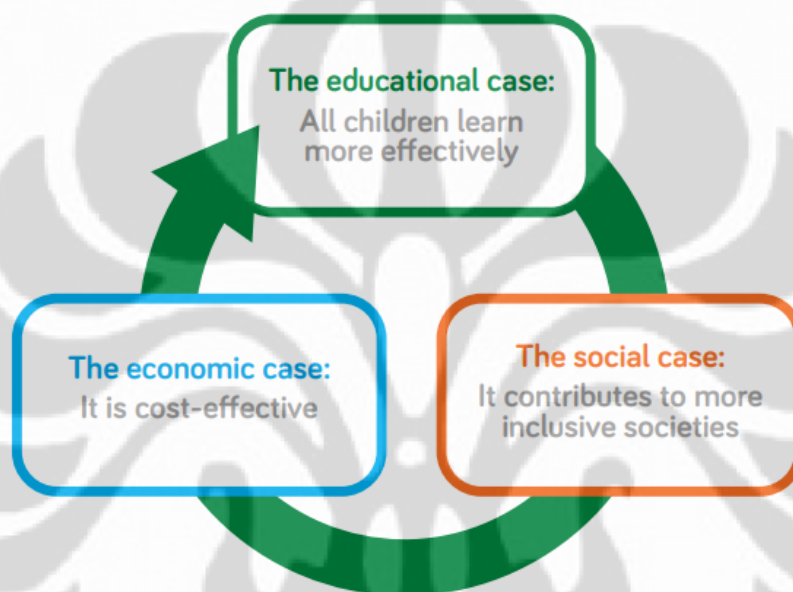 The educational case:
All children learn
more effectively
The economic case:
It is cost-effective
The social case:
It contributes to more
inclusive societies